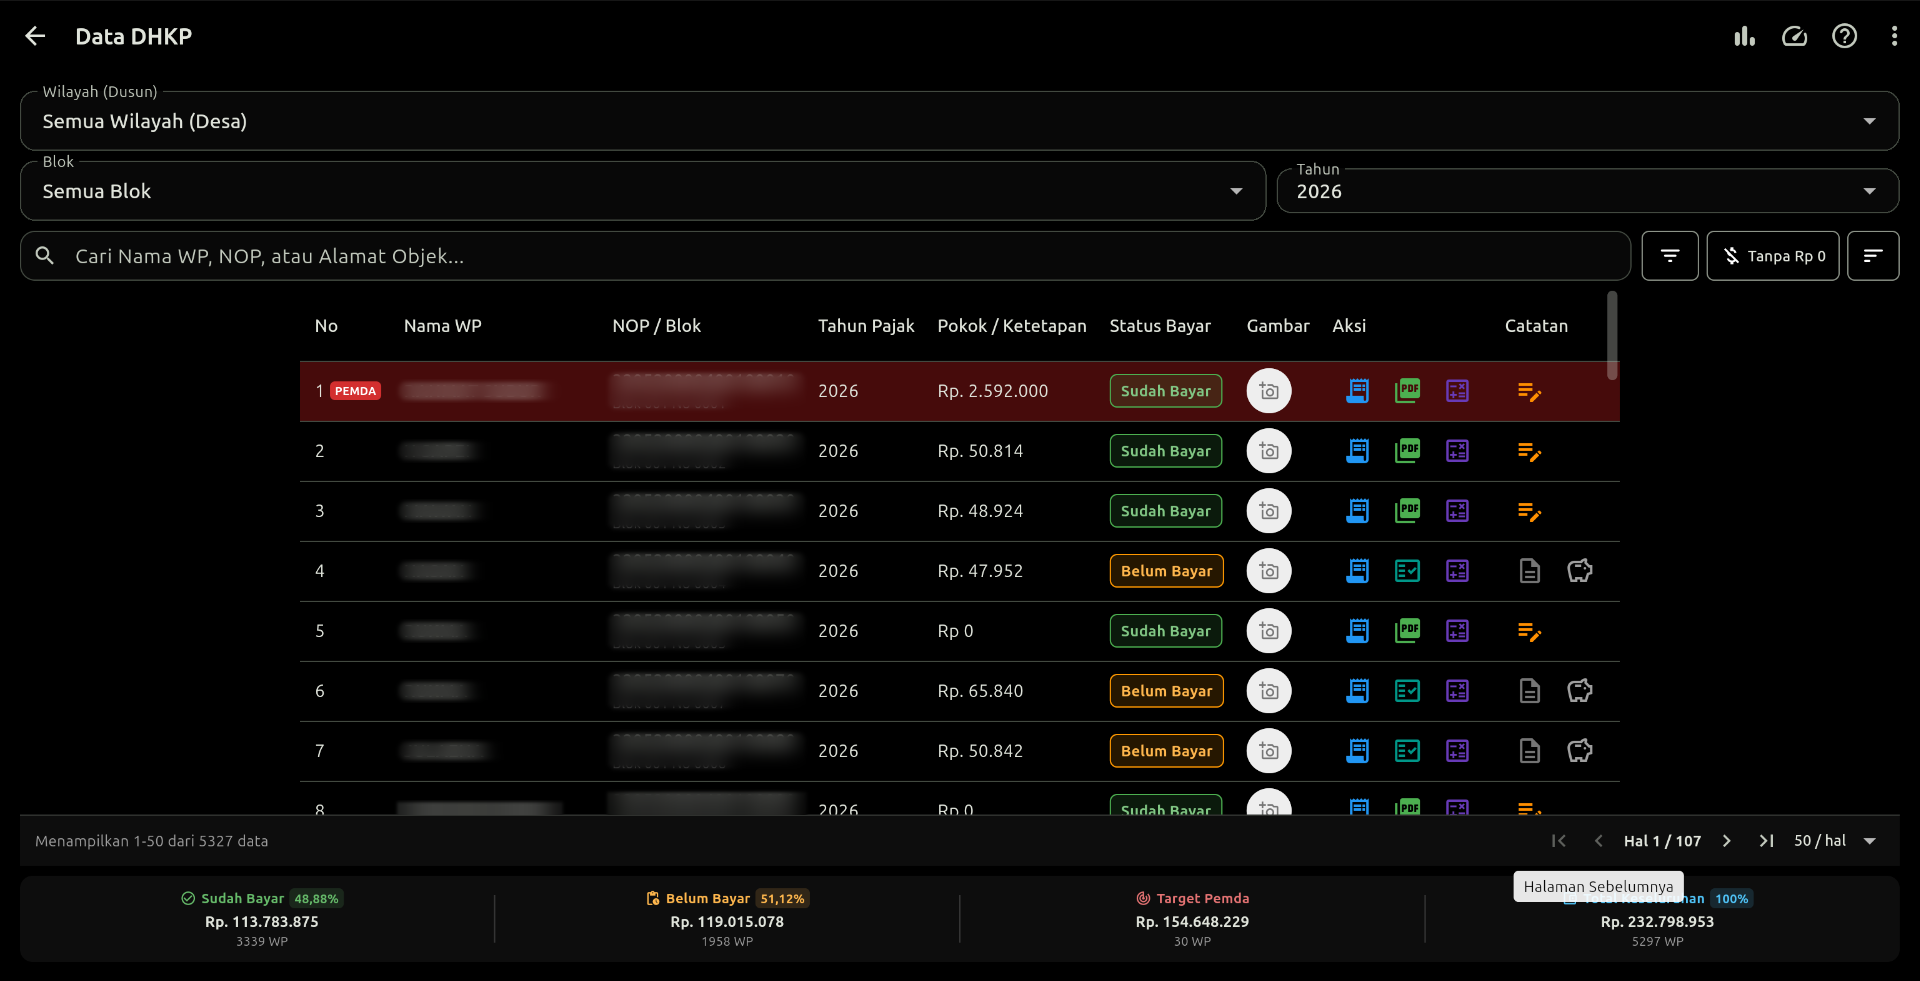 Data DHKP
Wilayah (Dusun)
Semua Wilayah (Desa)
Blok
Semua Blok
Tahun
2026
Cari Nama WP, NOP, atau Alamat Objek...
Tanpa Rp 0
No Nama WP NOP / Blok Tahun Pajak Pokok / Ketetapan Status Bayar Gambar Aksi Catatan
1 PEMDA 2026 Rp. 2.592.000 Sudah Bayar PDF
2 2026 Rp. 50.814 Sudah Bayar PDF
3 2026 Rp. 48.924 Sudah Bayar PDF
4 2026 Rp. 47.952 Belum Bayar
5 2026 Rp 0 Sudah Bayar PDF
6 2026 Rp. 65.840 Belum Bayar
7 2026 Rp. 50.842 Belum Bayar
8 2026 Rp 0 Sudah Bayar PDF
Menampilkan 1-50 dari 5327 data
Hal 1 / 107
50 / hal
Halaman Sebelumnya
Sudah Bayar 48,88%
Rp. 113.783.875
3339 WP
Belum Bayar 51,12%
Rp. 119.015.078
1958 WP
Target Pemda
Rp. 154.648.229
30 WP
100%
Rp. 232.798.953
5297 WP